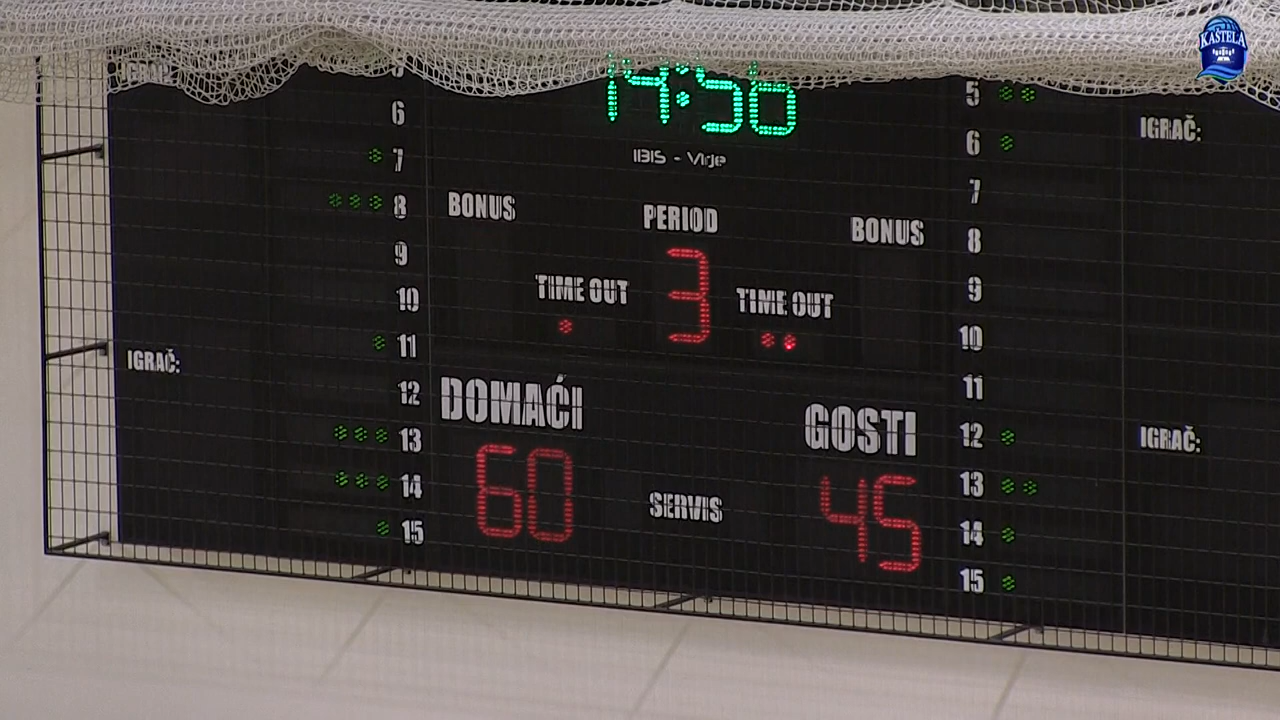 KAŠTELA
IGRAČ:
14:56
5
5
6
IGRAČ:
6
IBIS - Virje
7
7
8
BONUS
PERIOD
BONUS
8
9
3
9
10
TIME OUT
TIME OUT
10
11
IGRAČ:
11
12
DOMAĆI
GOSTI
12
IGRAČ:
13
60
45
13
14
SERVIS
14
15
15